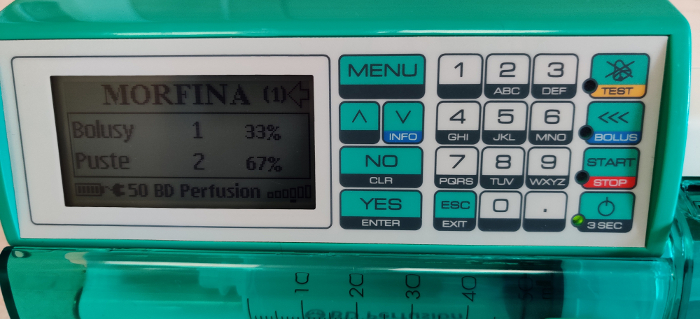 MORFINA (1)
Bolusy 1 33%
Puste 2 67%
50 BD Perfusion
MENU
1
2 ABC
3 DEF
TEST
INFO
4 GHI
5 JKL
6 MNO
<<<
BOLUS
NO
CLR
7 PQRS
8 TUV
9 WXYZ
START
STOP
YES
ENTER
ESC
EXIT
0
.
3 SEC
10 20 30 40
BD Perfusion